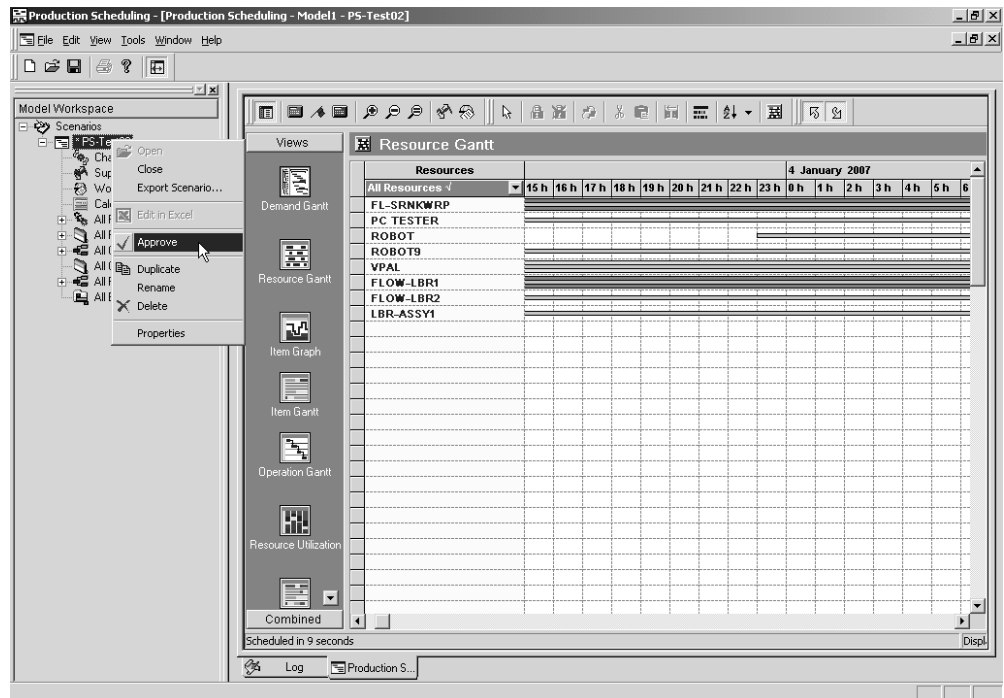 Production Scheduling - [Production Scheduling - Model1 - PS-Test02]
File Edit View Tools Window Help
Model Workspace
Scenarios
Open
Close
Export Scenario...
Edit in Excel
Approve
Duplicate
Rename
Delete
Properties
Views
Demand Gantt
Resource Gantt
Item Graph
Item Gantt
Operation Gantt
Resource Utilization
Combined
Resource Gantt
Resources 4 January 2007
All Resources √ 15 h 16 h 17 h 18 h 19 h 20 h 21 h 22 h 23 h 0 h 1 h 2 h 3 h 4 h 5 h 6
FL-SRNKWRP
PC TESTER
ROBOT
ROBOT9
VPAL
FLOW-LBR1
FLOW-LBR2
LBR-ASSY1
Scheduled in 9 seconds Displ
Log Production S...